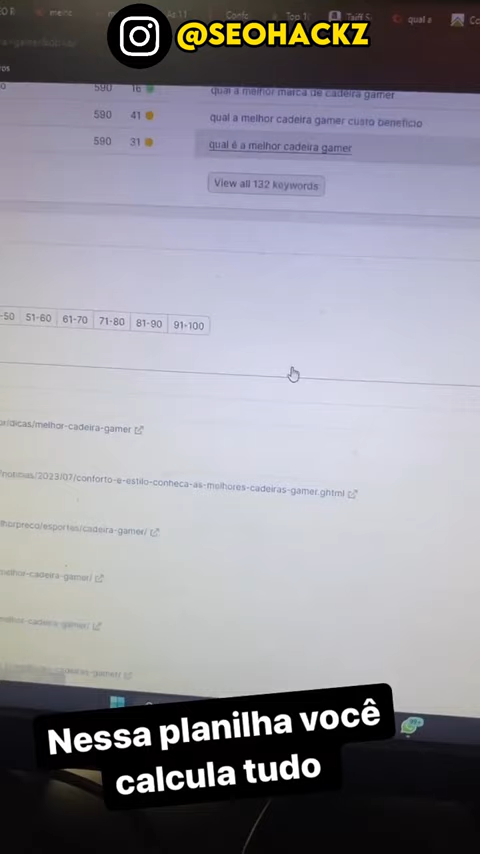 @SEOHACKZ
qual a
590 16 qual a melhor marca de cadeira gamer
590 41 qual a melhor cadeira gamer custo beneficio
590 31 qual é a melhor cadeira gamer
View all 132 keywords
-50 51-60 61-70 71-80 81-90 91-100
/dicas/melhor-cadeira-gamer
/noticias/2023/07/conforto-e-estilo-conheca-as-melhores-cadeiras-gamer.ghtml
lhorpreco/esportes/cadeira-gamer/
melhor-cadeira-gamer/
melhor-cadeira-gamer/
Nessa planilha você
calcula tudo